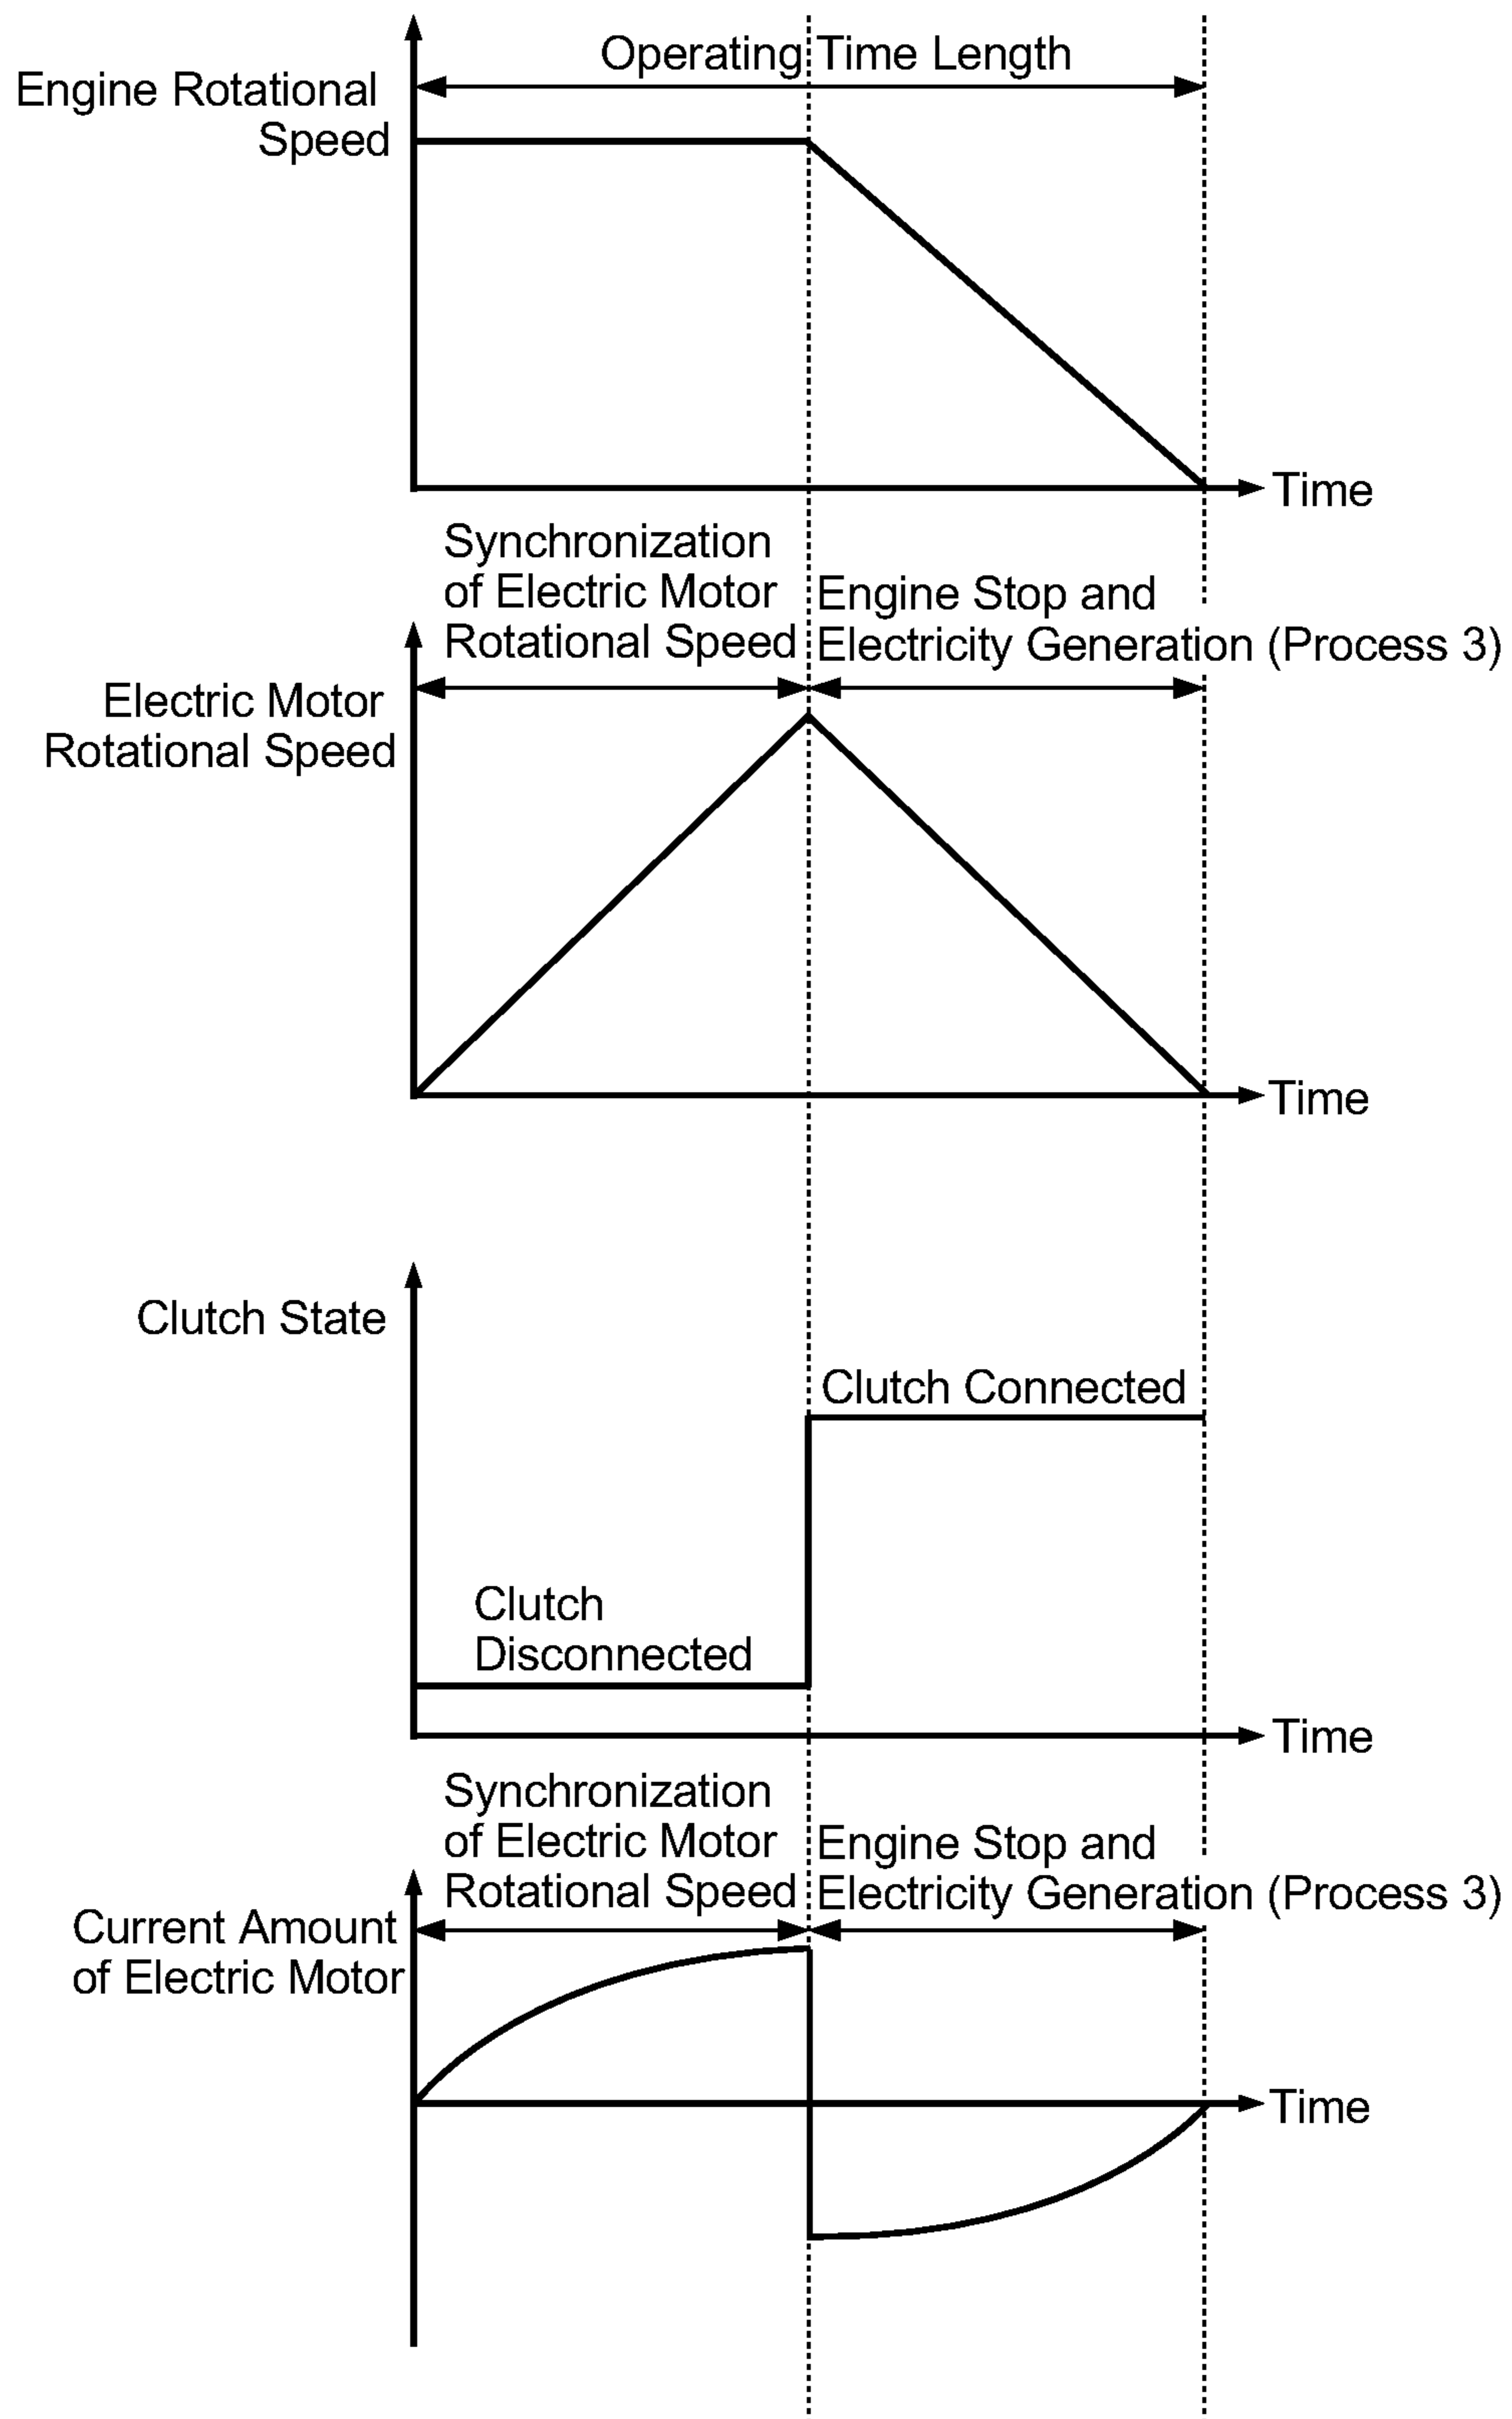 Operating Time Length
Engine Rotational
Speed
Time
Synchronization
of Electric Motor
Rotational Speed
Engine Stop and
Electricity Generation (Process 3)
Electric Motor
Rotational Speed
Time
Clutch State
Clutch Connected
Clutch
Disconnected
Time
Synchronization
of Electric Motor
Rotational Speed
Engine Stop and
Electricity Generation (Process 3)
Current Amount
of Electric Motor
Time